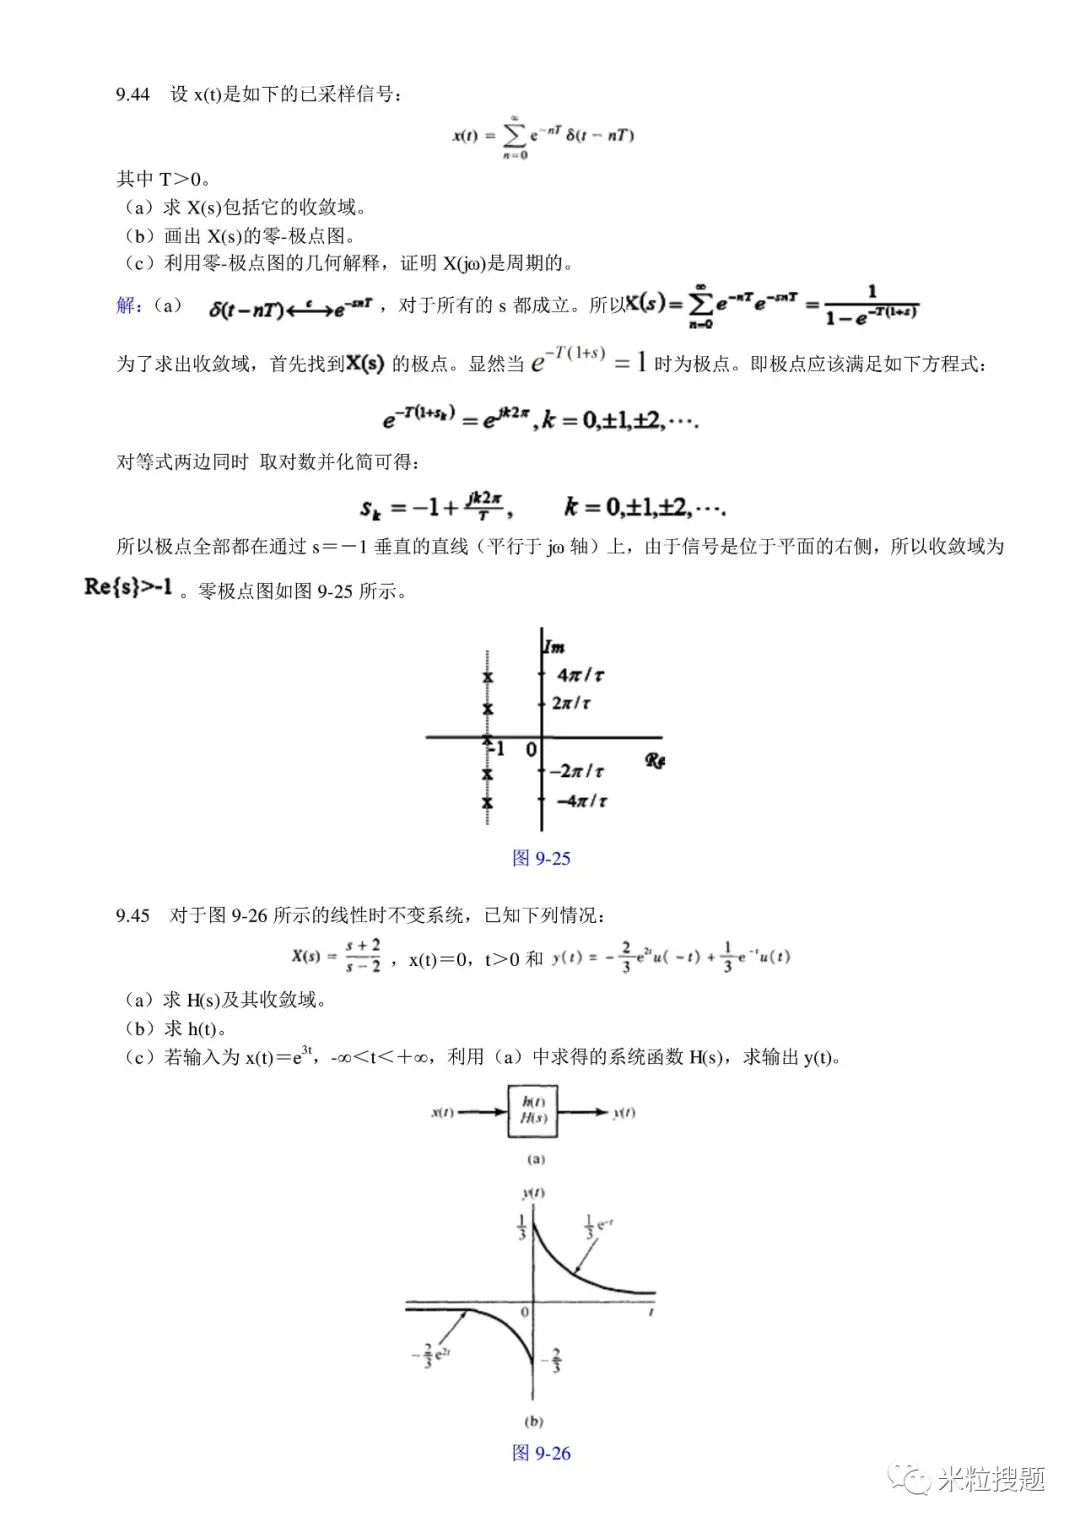 9.44 设 x(t)是如下的已采样信号：
x(t) = ∑_{n=0}^{∞} e^{-nT} δ(t − nT)
其中 T＞0。
（a）求 X(s)包括它的收敛域。
（b）画出 X(s)的零-极点图。
（c）利用零-极点图的几何解释，证明 X(jω)是周期的。
解：（a） δ(t−nT) ⟷^{ℒ} e^{-snT} ，对于所有的 s 都成立。所以 X(s) = ∑_{n=0}^{∞} e^{-nT} e^{-snT} = 1/(1−e^{-T(1+s)})
为了求出收敛域，首先找到 X(s) 的极点。显然当 e^{-T(1+s)} = 1 时为极点。即极点应该满足如下方程式：
e^{-T(1+s_k)} = e^{jk2π}, k = 0,±1,±2,⋯.
对等式两边同时 取对数并化简可得：
s_k = −1 + jk2π/T, k = 0,±1,±2,⋯.
所以极点全部都在通过 s＝－1 垂直的直线（平行于 jω 轴）上，由于信号是位于平面的右侧，所以收敛域为
Re{s}>-1 。零极点图如图 9-25 所示。
Im
4π/τ
2π/τ
-1 0
Re
−2π/τ
−4π/τ
图 9-25
9.45 对于图 9-26 所示的线性时不变系统，已知下列情况：
X(s) = (s+2)/(s−2) ，x(t)＝0，t＞0 和 y(t) = −2/3 e^{2t}u(−t) + 1/3 e^{-t}u(t)
（a）求 H(s)及其收敛域。
（b）求 h(t)。
（c）若输入为 x(t)＝e^{3t}，-∞＜t＜＋∞，利用（a）中求得的系统函数 H(s)，求输出 y(t)。
x(t) h(t) H(s) y(t)
(a)
y(t)
1/3 1/3 e^{-t}
0 t
−2/3 e^{2t} −2/3
(b)
图 9-26
米粒搜题